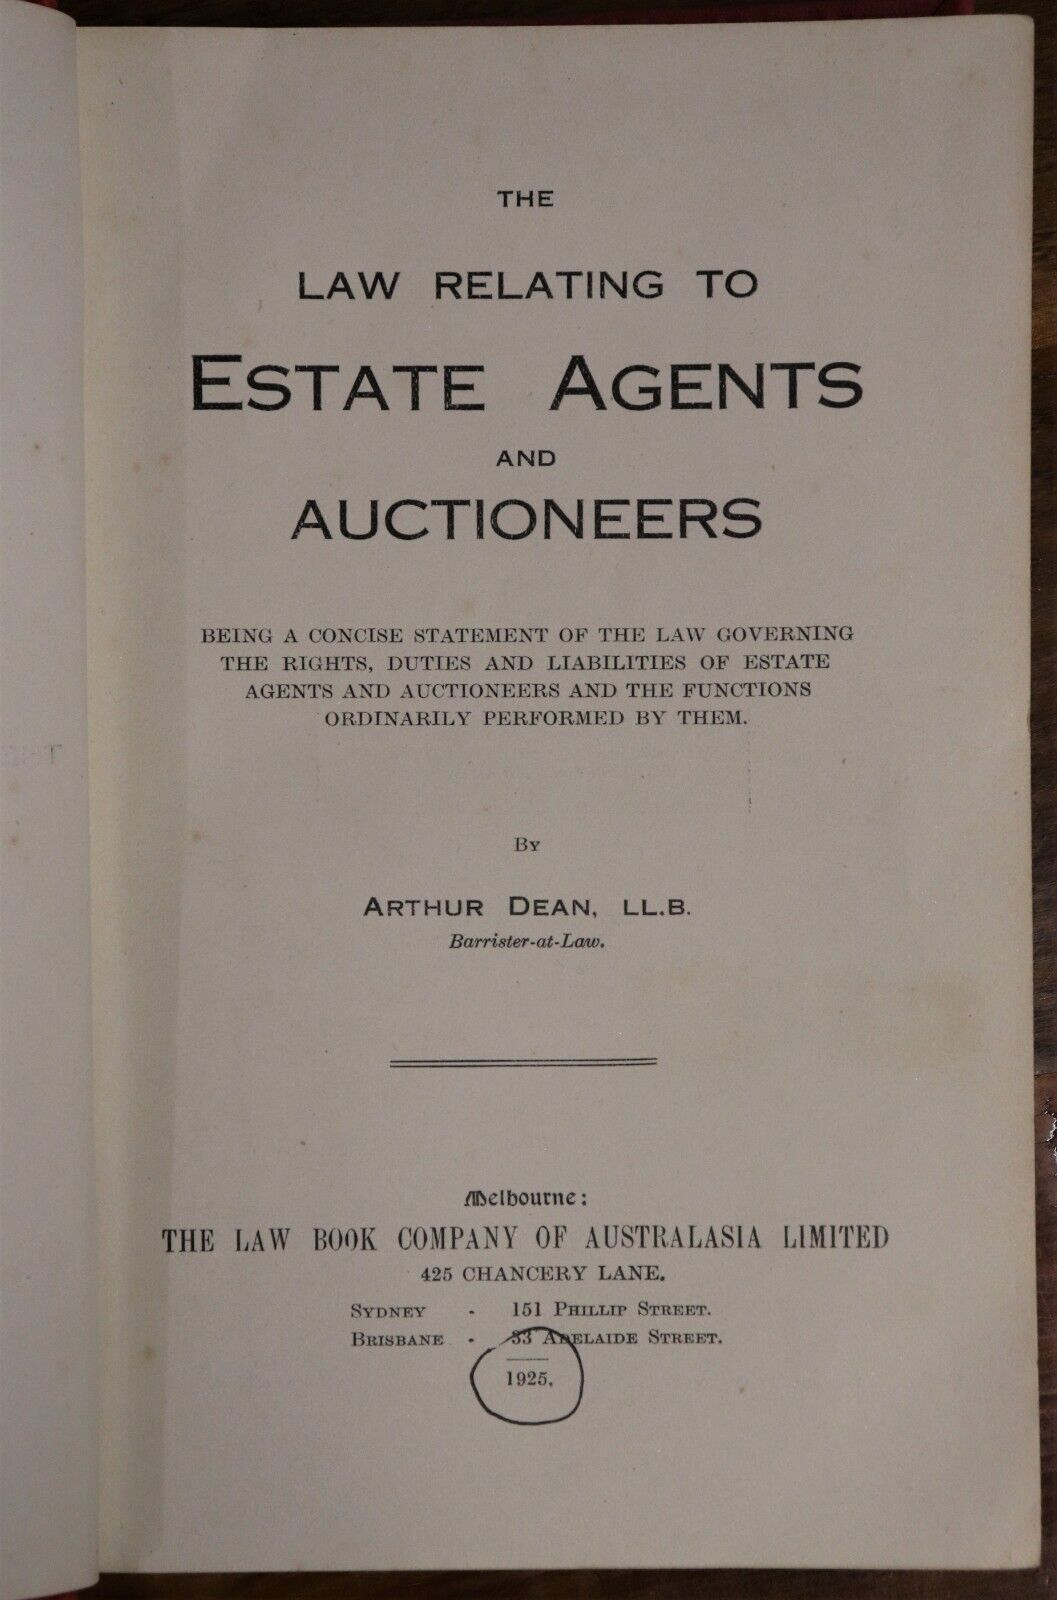 THE
LAW RELATING TO
ESTATE AGENTS
AND
AUCTIONEERS
BEING A CONCISE STATEMENT OF THE LAW GOVERNING
THE RIGHTS, DUTIES AND LIABILITIES OF ESTATE
AGENTS AND AUCTIONEERS AND THE FUNCTIONS
ORDINARILY PERFORMED BY THEM.
BY
ARTHUR DEAN, LL.B.
Barrister-at-Law.
Melbourne:
THE LAW BOOK COMPANY OF AUSTRALASIA LIMITED
425 CHANCERY LANE.
SYDNEY - 151 PHILLIP STREET.
BRISBANE - 33 ADELAIDE STREET.
1925.